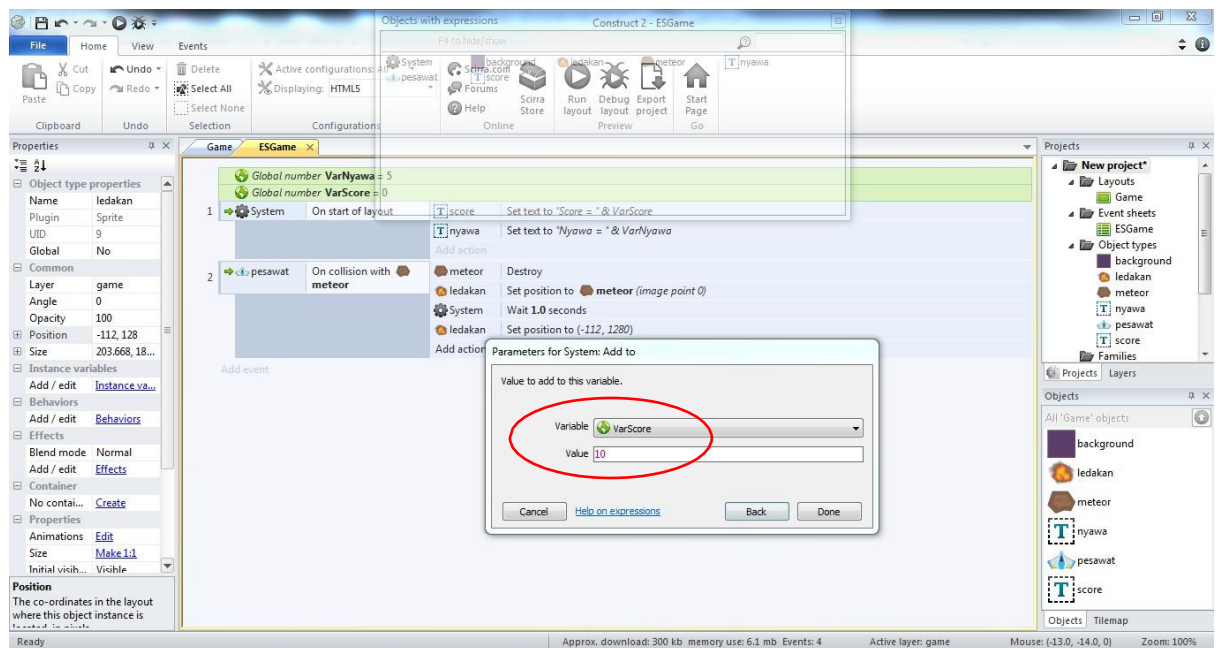 Objects with expressions
Construct 2 - ESGame
F4 to hide/show
File Home View Events
Paste
Cut
Copy
Clipboard
Undo
Redo
Undo
Delete
Select All
Select None
Selection
Active configurations: All
Displaying: HTML5
Configurations
System background ledakan meteor nyawa
pesawat score
Scirra.com
Forums
Help
Scirra Store
Online
Run layout
Debug layout
Export project
Preview
Start Page
Go
Properties
Object type properties
Name ledakan
Plugin Sprite
UID 9
Global No
Common
Layer game
Angle 0
Opacity 100
Position -112, 128
Size 203.668, 18...
Instance variables
Add / edit Instance va...
Behaviors
Add / edit Behaviors
Effects
Blend mode Normal
Add / edit Effects
Container
No contai... Create
Properties
Animations Edit
Size Make 1:1
Initial visib... Visible
Position
The co-ordinates in the layout
where this object instance is
Game ESGame
Global number VarNyawa = 5
Global number VarScore = 0
1 System On start of layout T score Set text to "Score = " & VarScore
T nyawa Set text to "Nyawa = " & VarNyawa
Add action
2 pesawat On collision with meteor
meteor Destroy
ledakan Set position to meteor (image point 0)
System Wait 1.0 seconds
ledakan Set position to (-112, 1280)
Add action
Add event
Parameters for System: Add to
Value to add to this variable.
Variable VarScore
Value 10
Cancel Help on expressions Back Done
Projects
New project*
Layouts
Game
Event sheets
ESGame
Object types
background
ledakan
meteor
T nyawa
pesawat
T score
Families
Projects Layers
Objects
All 'Game' objects
background
ledakan
meteor
T nyawa
pesawat
T score
Objects Tilemap
Ready
Approx. download: 300 kb memory use: 6.1 mb Events: 4 Active layer: game Mouse: (-13.0, -14.0, 0) Zoom: 100%